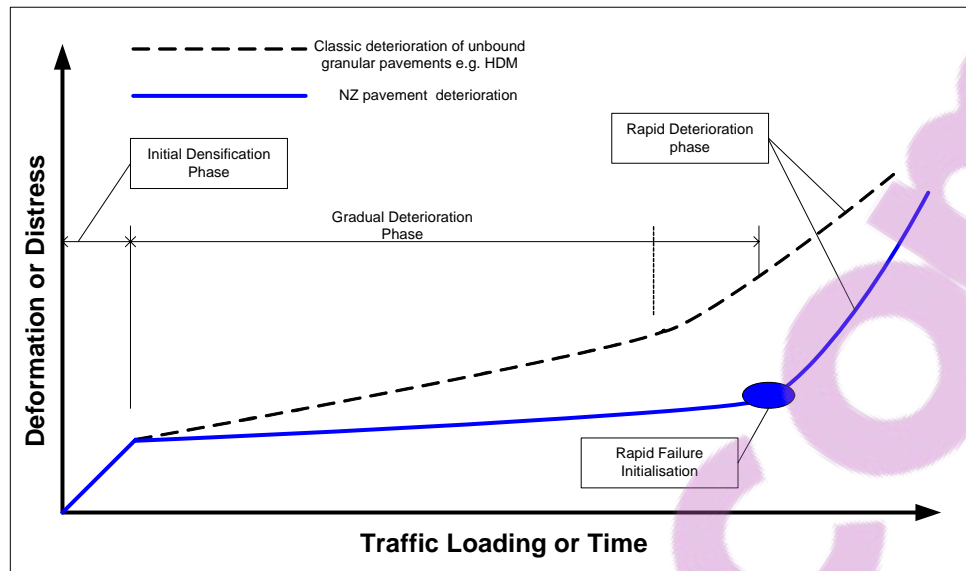 Classic deterioration of unbound
granular pavements e.g. HDM
NZ pavement deterioration
Rapid Deterioration
phase
Initial Densification
Phase
Gradual Deterioration
Phase
Deformation or Distress
Rapid Failure
Initialisation
Traffic Loading or Time